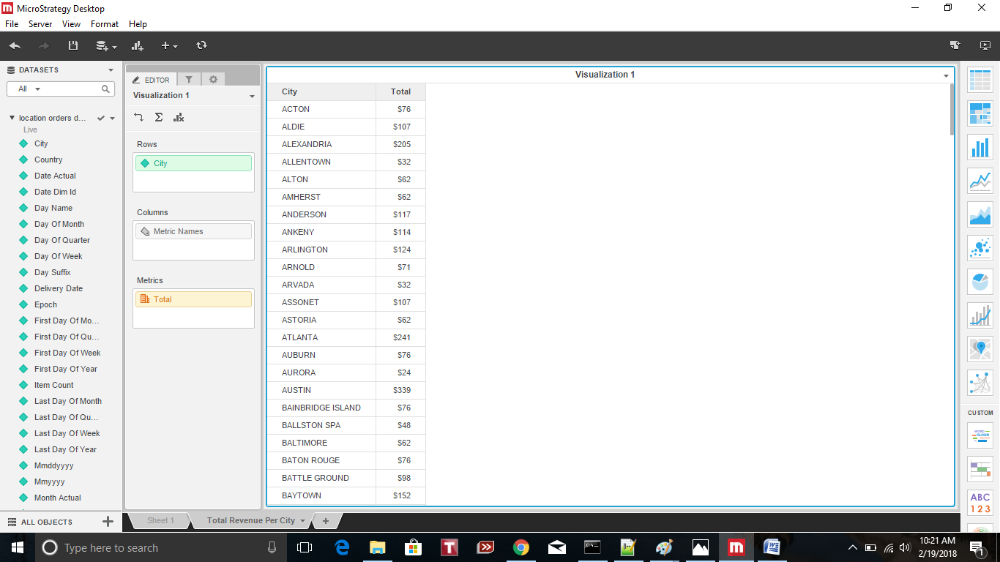 MicroStrategy Desktop
File Server View Format Help
DATASETS
All
location orders d...
Live
City
Country
Date Actual
Date Dim Id
Day Name
Day Of Month
Day Of Quarter
Day Of Week
Day Suffix
Delivery Date
Epoch
First Day Of Mo...
First Day Of Qu...
First Day Of Week
First Day Of Year
Item Count
Last Day Of Month
Last Day Of Qu...
Last Day Of Week
Last Day Of Year
Mmddyyyy
Mmyyyy
Month Actual
ALL OBJECTS
EDITOR
Visualization 1
Rows
City
Columns
Metric Names
Metrics
Total
Visualization 1
City Total
ACTON $76
ALDIE $107
ALEXANDRIA $205
ALLENTOWN $32
ALTON $62
AMHERST $62
ANDERSON $117
ANKENY $114
ARLINGTON $124
ARNOLD $71
ARVADA $32
ASSONET $107
ASTORIA $62
ATLANTA $241
AUBURN $76
AURORA $24
AUSTIN $339
BAINBRIDGE ISLAND $76
BALLSTON SPA $48
BALTIMORE $62
BATON ROUGE $76
BATTLE GROUND $98
BAYTOWN $152
CUSTOM
WORD
CLOUD
ABC
123
Sheet 1 Total Revenue Per City
Type here to search
10:21 AM
2/19/2018
1